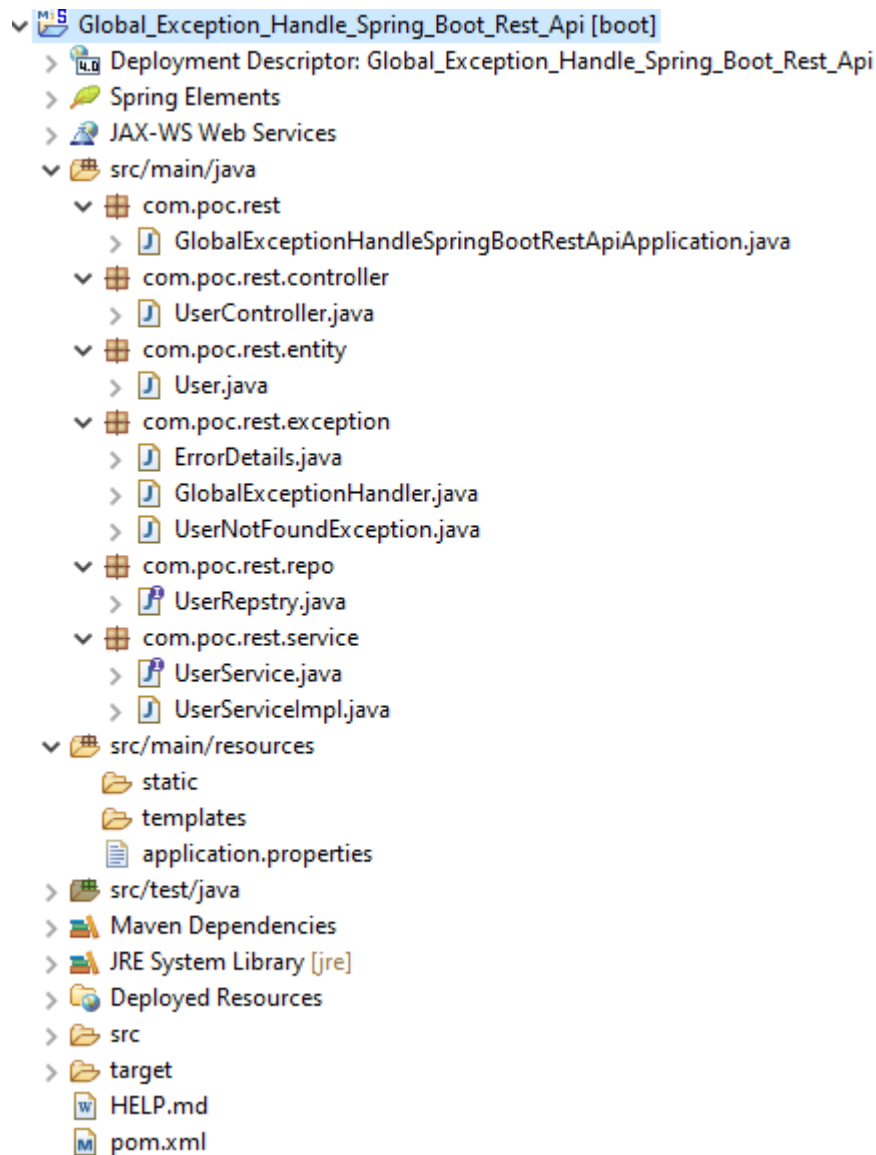 Global_Exception_Handle_Spring_Boot_Rest_Api [boot]
Deployment Descriptor: Global_Exception_Handle_Spring_Boot_Rest_Api
Spring Elements
JAX-WS Web Services
src/main/java
com.poc.rest
GlobalExceptionHandleSpringBootRestApiApplication.java
com.poc.rest.controller
UserController.java
com.poc.rest.entity
User.java
com.poc.rest.exception
ErrorDetails.java
GlobalExceptionHandler.java
UserNotFoundException.java
com.poc.rest.repo
UserRepstry.java
com.poc.rest.service
UserService.java
UserServiceImpl.java
src/main/resources
static
templates
application.properties
src/test/java
Maven Dependencies
JRE System Library [jre]
Deployed Resources
src
target
HELP.md
pom.xml